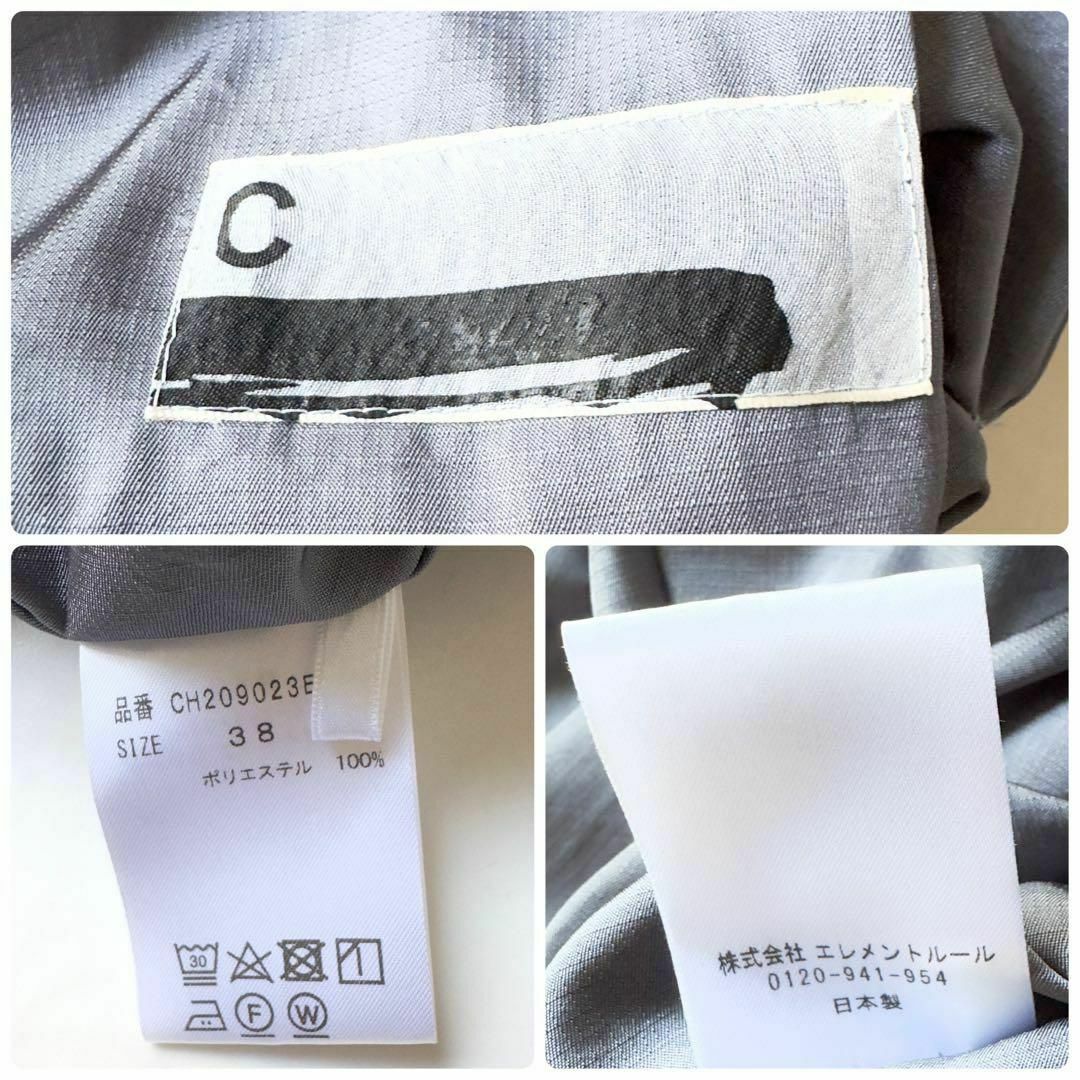 C
品番 CH209023E
SIZE 38
ポリエステル 100%
30
F W
株式会社 エレメントルール
0120-941-954
日本製